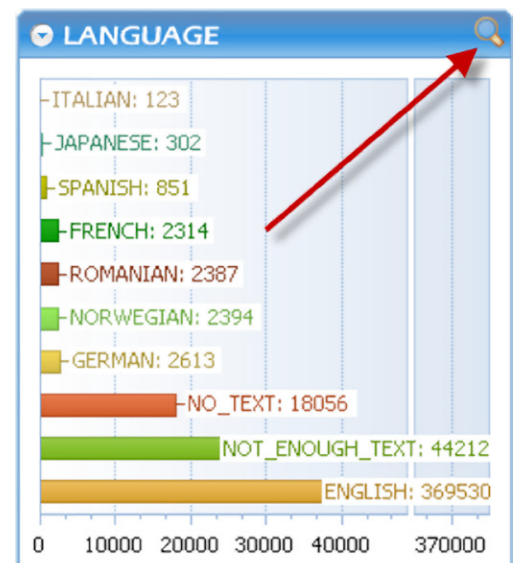 LANGUAGE
ITALIAN: 123
JAPANESE: 302
SPANISH: 851
FRENCH: 2314
ROMANIAN: 2387
NORWEGIAN: 2394
GERMAN: 2613
NO_TEXT: 18056
NOT_ENOUGH_TEXT: 44212
ENGLISH: 369530
0 10000 20000 30000 40000 370000